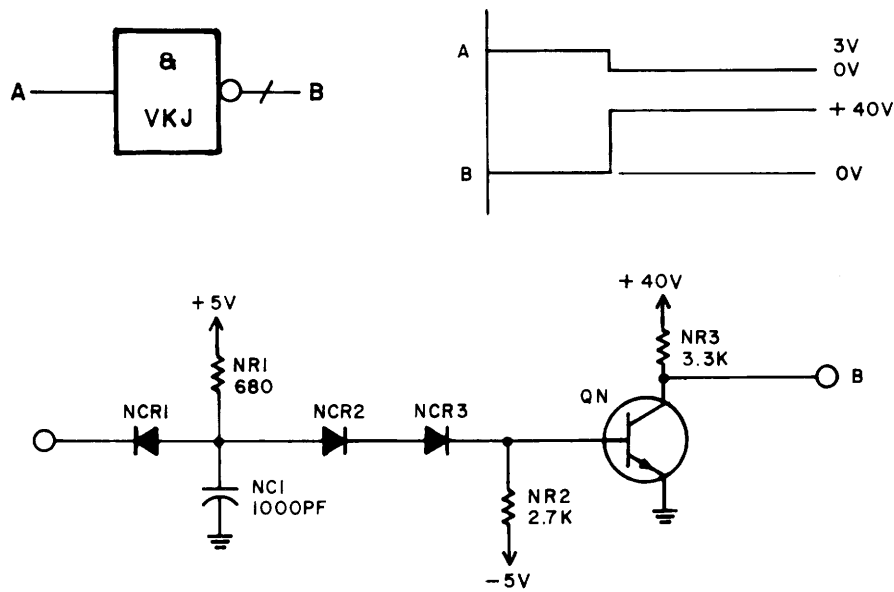 &
A
B
VKJ
A
3V
0V
+40V
B
0V
+5V
+40V
NR1
680
NR3
3.3K
B
QN
NCR1
NCR2
NCR3
NC1
1000PF
NR2
2.7K
-5V